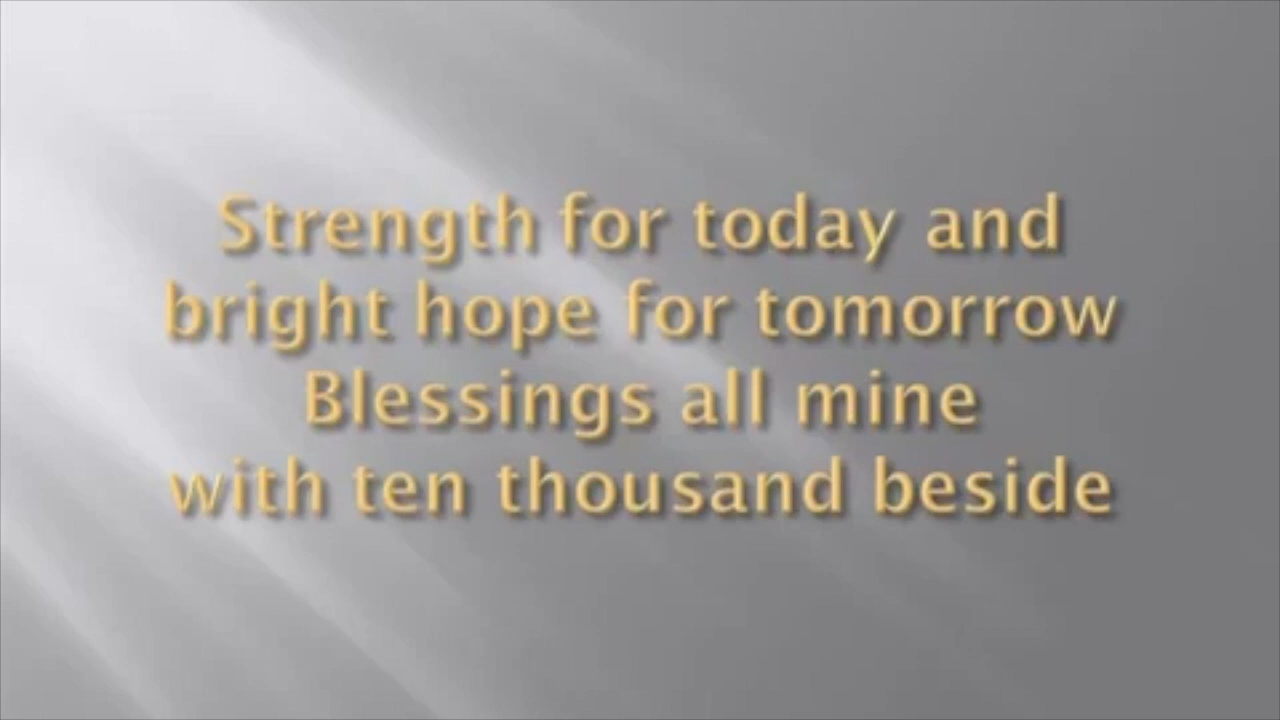 Strength for today and
bright hope for tomorrow
Blessings all mine
with ten thousand beside